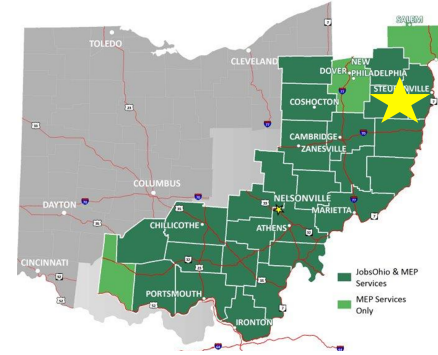 SALEM
TOLEDO
CLEVELAND
NEW
DOVER
PHILADELPHIA
COSHOCTON
CAMBRIDGE
ZANESVILLE
COLUMBUS
NELSONVILLE
DAYTON
MARIETTA
CHILLICOTHE
ATHENS
CINCINNATI
PORTSMOUTH
IRONTON
JobsOhio & MEP
Services
MEP Services
Only